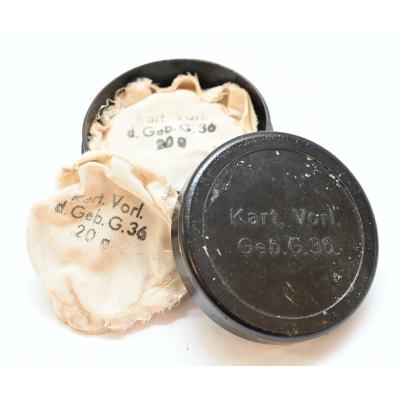 Kart. Vorl.
d. Geb. G. 36
20 g
Kart. Vorl.
d. Geb. G. 36
20 g
Kart. Vorl.
Geb. G. 36.